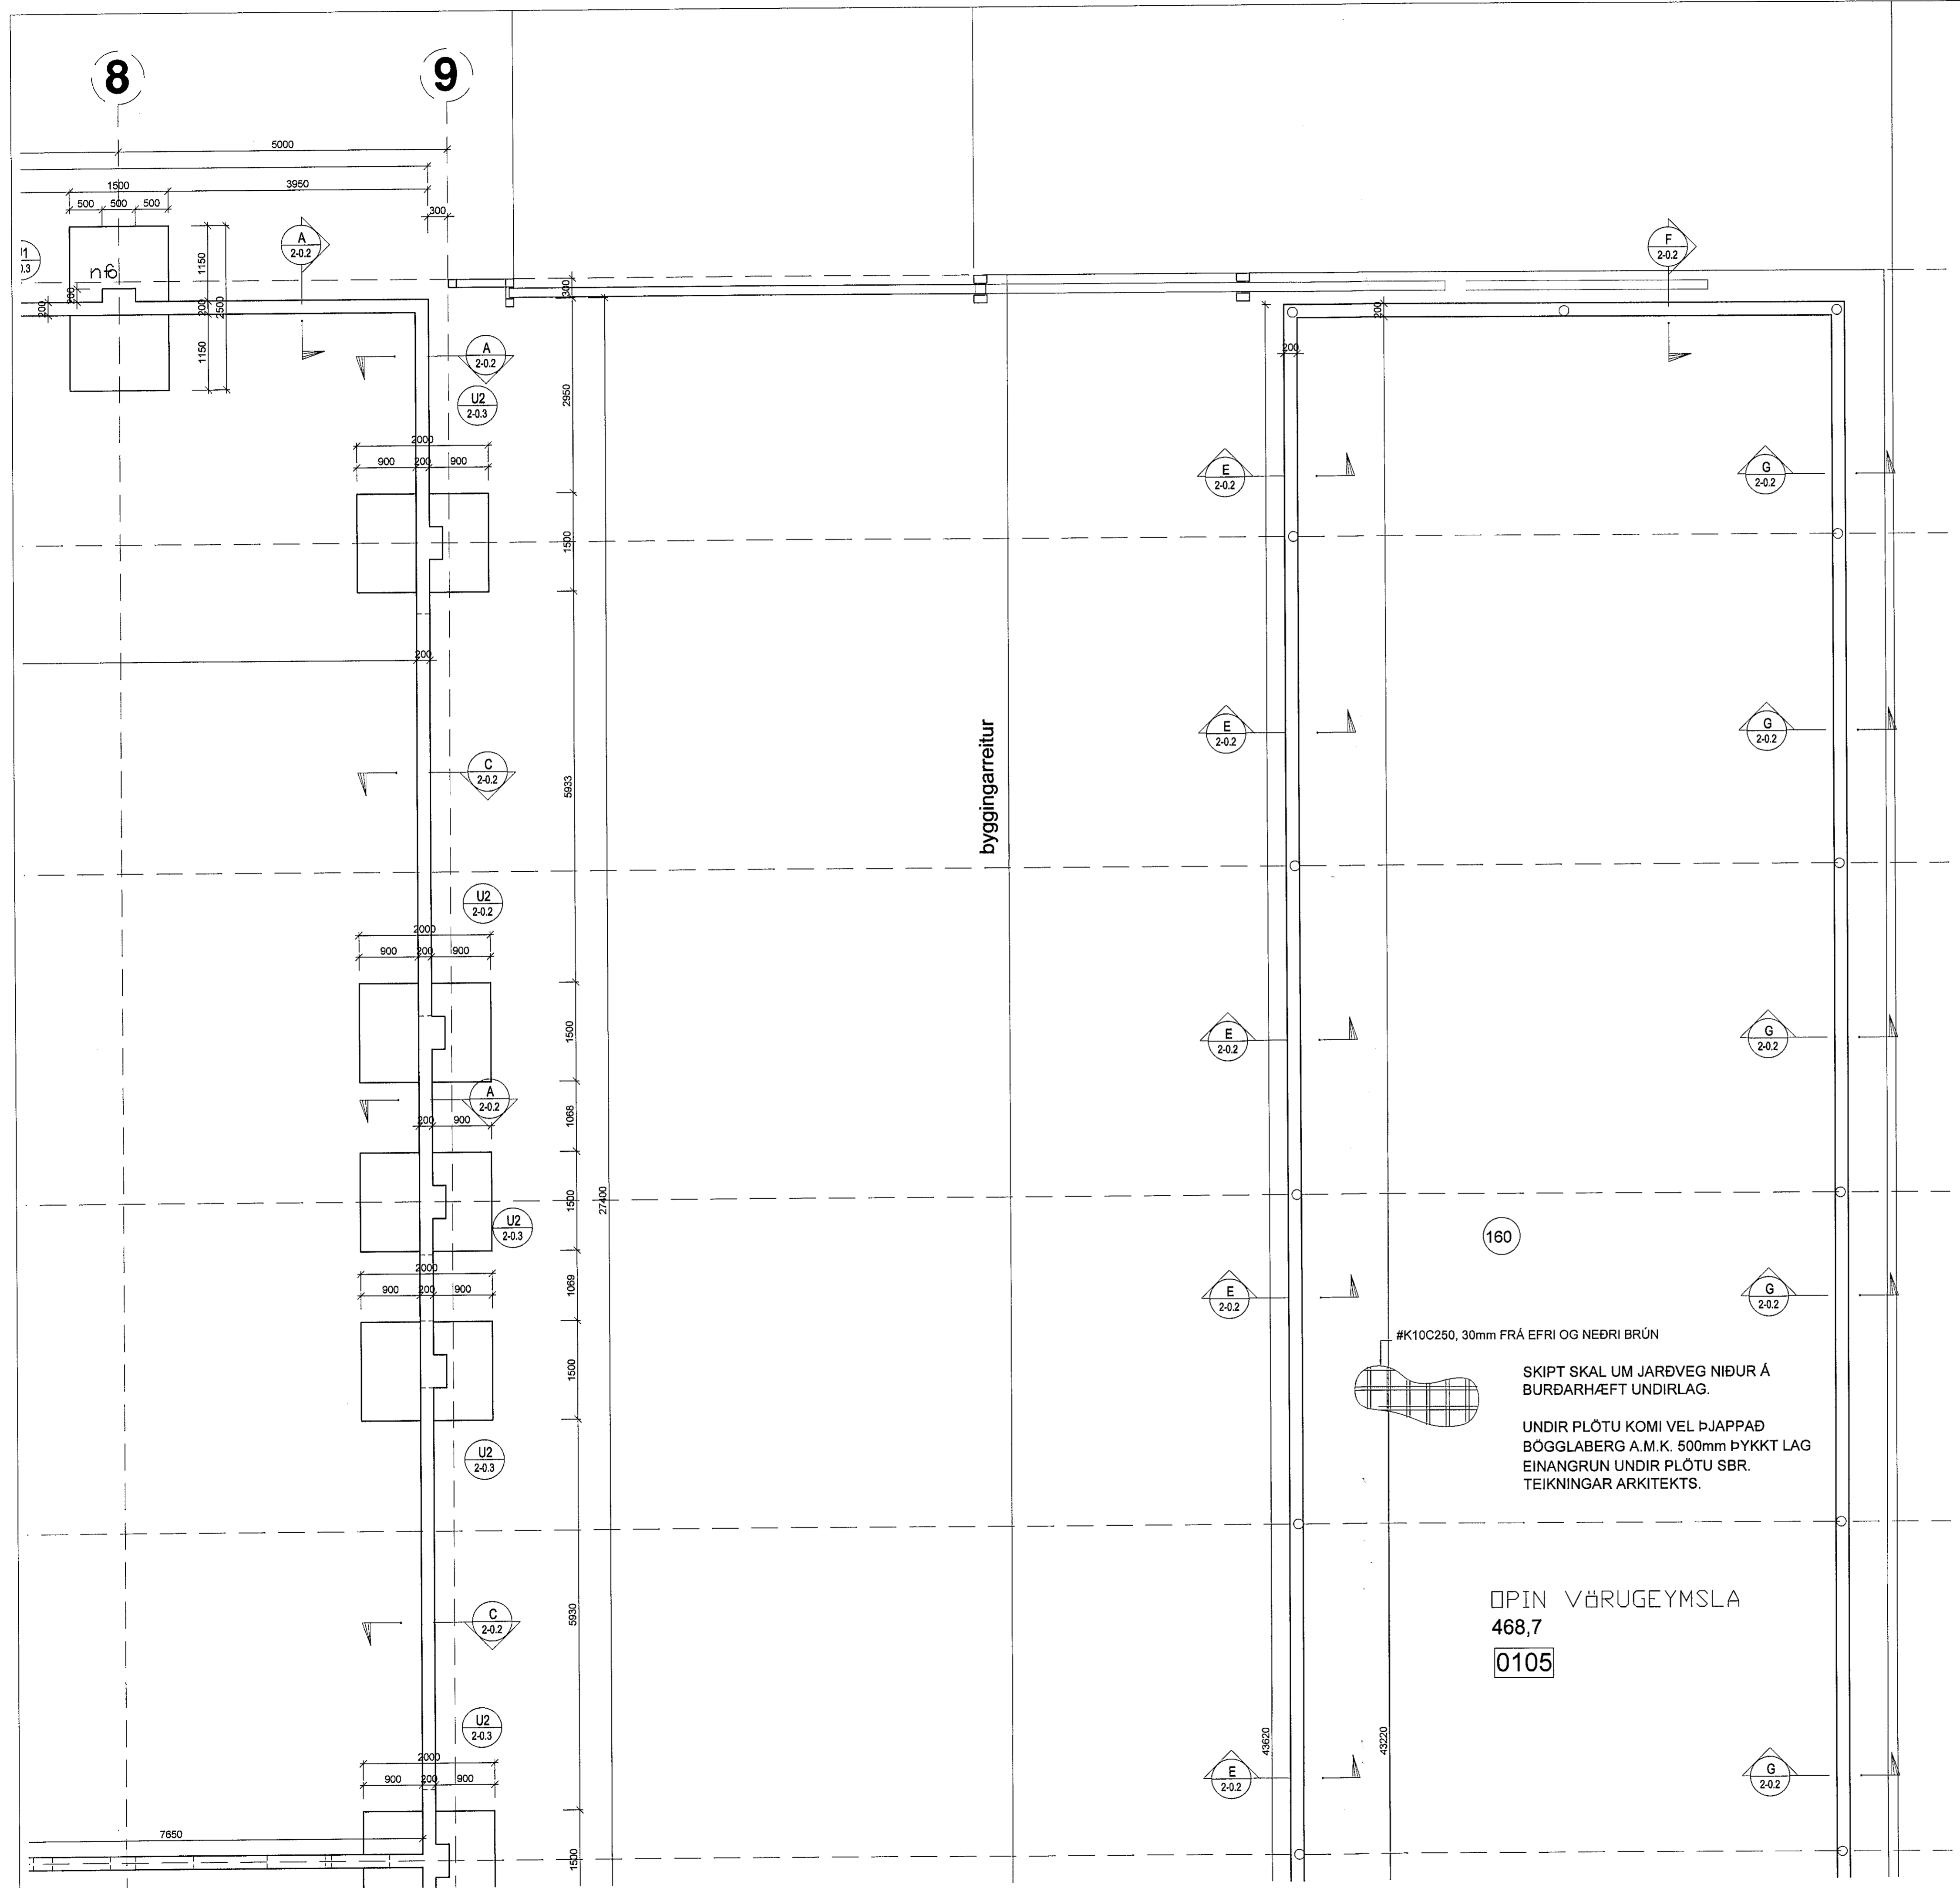 8
9
5000
1500
3950
500
500
500
300
1150
200
2500
1150
200
200
A
2-0.2
F
2-0.2
300
200
200
A
2-0.2
U2
2-0.3
2950
2000
900
200
900
E
2-0.2
G
2-0.2
1500
200
byggingarreitur
E
2-0.2
G
2-0.2
C
2-0.2
5933
U2
2-0.2
2000
900
200
900
1500
E
2-0.2
G
2-0.2
A
2-0.2
1068
200
900
1500
27400
U2
2-0.3
160
2000
900
200
900
1069
E
2-0.2
G
2-0.2
#K10C250, 30mm FRÁ EFRI OG NEÐRI BRÚN
1500
SKIPT SKAL UM JARÐVEG NIÐUR Á
BURÐARHÆFT UNDIRLAG.
UNDIR PLÖTU KOMI VEL ÞJAPPAÐ
BÖGGLABERG A.M.K. 500mm ÞYKKT LAG
EINANGRUN UNDIR PLÖTU SBR.
TEIKNINGAR ARKITEKTS.
U2
2-0.3
OPIN VÖRUGEYMSLA
468,7
0105
C
2-0.2
5930
U2
2-0.3
43620
43220
2000
900
200
900
E
2-0.2
G
2-0.2
7650
1500